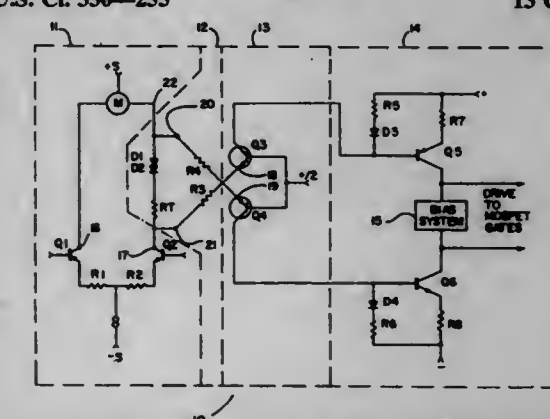 U.S. Cl. 330—255
13 C
11
12
13
14
+S
M
22
20
D1
D2
RT
R4
R3
Q3
18
19
Q4
+/2
Q1
16
17
Q2
21
R1
R2
-S
R5
D3
+
R7
Q5
DRIVE
TO
MOSFET
GATES
15
BIAS
SYSTEM
Q6
D4
R6
R8
-
10